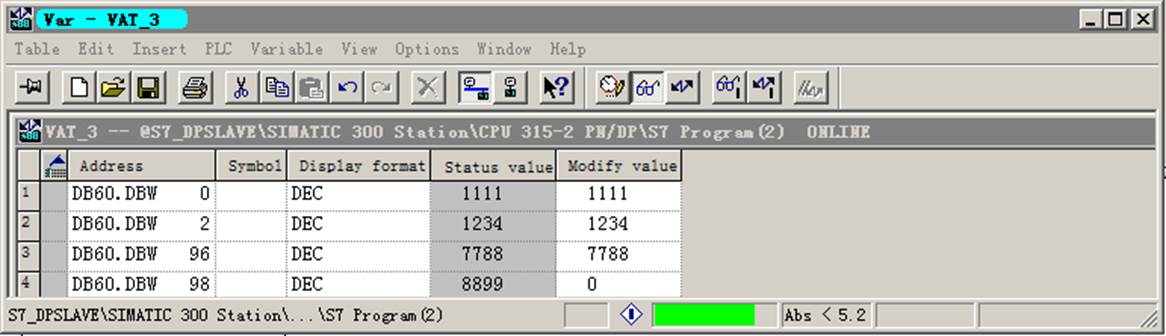 Var - VAT_3
Table Edit Insert PLC Variable View Options Window Help
VAT_3 -- @S7_DPSLAVE\SIMATIC 300 Station\CPU 315-2 PN/DP\S7 Program(2) ONLINE
Address Symbol Display format Status value Modify value
1 DB60.DBW 0 DEC 1111 1111
2 DB60.DBW 2 DEC 1234 1234
3 DB60.DBW 96 DEC 7788 7788
4 DB60.DBW 98 DEC 8899 0
S7_DPSLAVE\SIMATIC 300 Station\...\S7 Program(2) Abs < 5.2